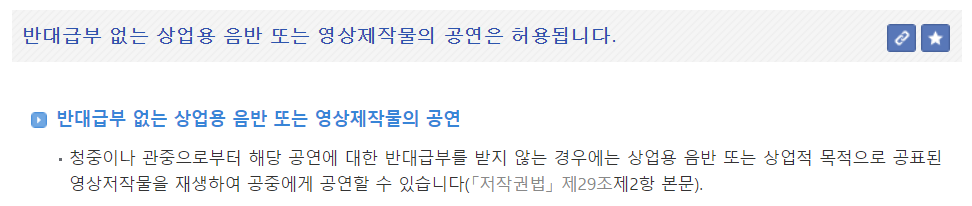 반대급부 없는 상업용 음반 또는 영상제작물의 공연은 허용됩니다.
반대급부 없는 상업용 음반 또는 영상제작물의 공연
· 청중이나 관중으로부터 해당 공연에 대한 반대급부를 받지 않는 경우에는 상업용 음반 또는 상업적 목적으로 공표된
영상저작물을 재생하여 공중에게 공연할 수 있습니다(「저작권법」 제29조제2항 본문).